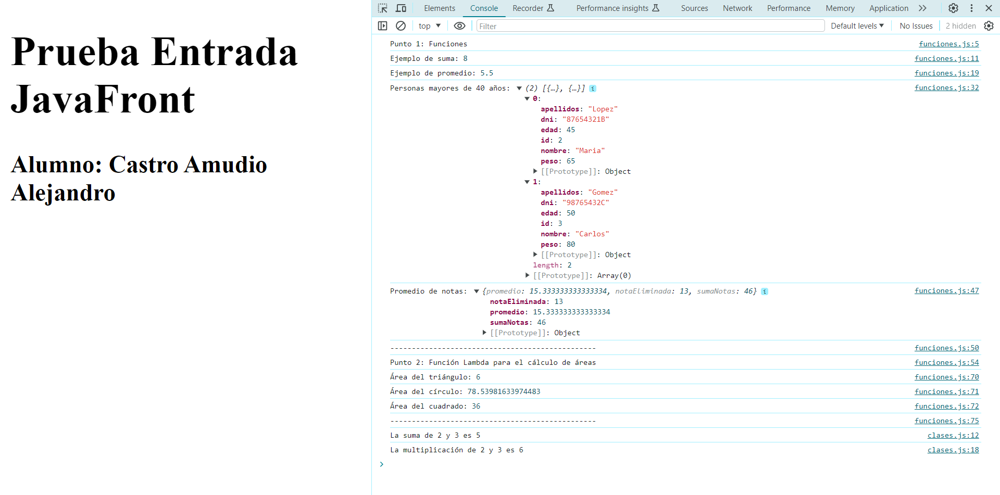 Prueba Entrada
JavaFront
Alumno: Castro Amudio
Alejandro
Elements Console Recorder Performance insights Sources Network Performance Memory Application
top Filter Default levels No Issues 2 hidden
Punto 1: Funciones funciones.js:5
Ejemplo de suma: 8 funciones.js:11
Ejemplo de promedio: 5.5 funciones.js:19
Personas mayores de 40 años: (2) [{…}, {…}] i funciones.js:32
0:
apellidos: "Lopez"
dni: "87654321B"
edad: 45
id: 2
nombre: "Maria"
peso: 65
[[Prototype]]: Object
1:
apellidos: "Gomez"
dni: "98765432C"
edad: 50
id: 3
nombre: "Carlos"
peso: 80
[[Prototype]]: Object
length: 2
[[Prototype]]: Array(0)
Promedio de notas: {promedio: 15.333333333333334, notaEliminada: 13, sumaNotas: 46} i funciones.js:47
notaEliminada: 13
promedio: 15.333333333333334
sumaNotas: 46
[[Prototype]]: Object
------------------------------------------------ funciones.js:50
Punto 2: Función Lambda para el cálculo de áreas funciones.js:54
Área del triángulo: 6 funciones.js:70
Área del círculo: 78.53981633974483 funciones.js:71
Área del cuadrado: 36 funciones.js:72
------------------------------------------------ funciones.js:75
La suma de 2 y 3 es 5 clases.js:12
La multiplicación de 2 y 3 es 6 clases.js:18